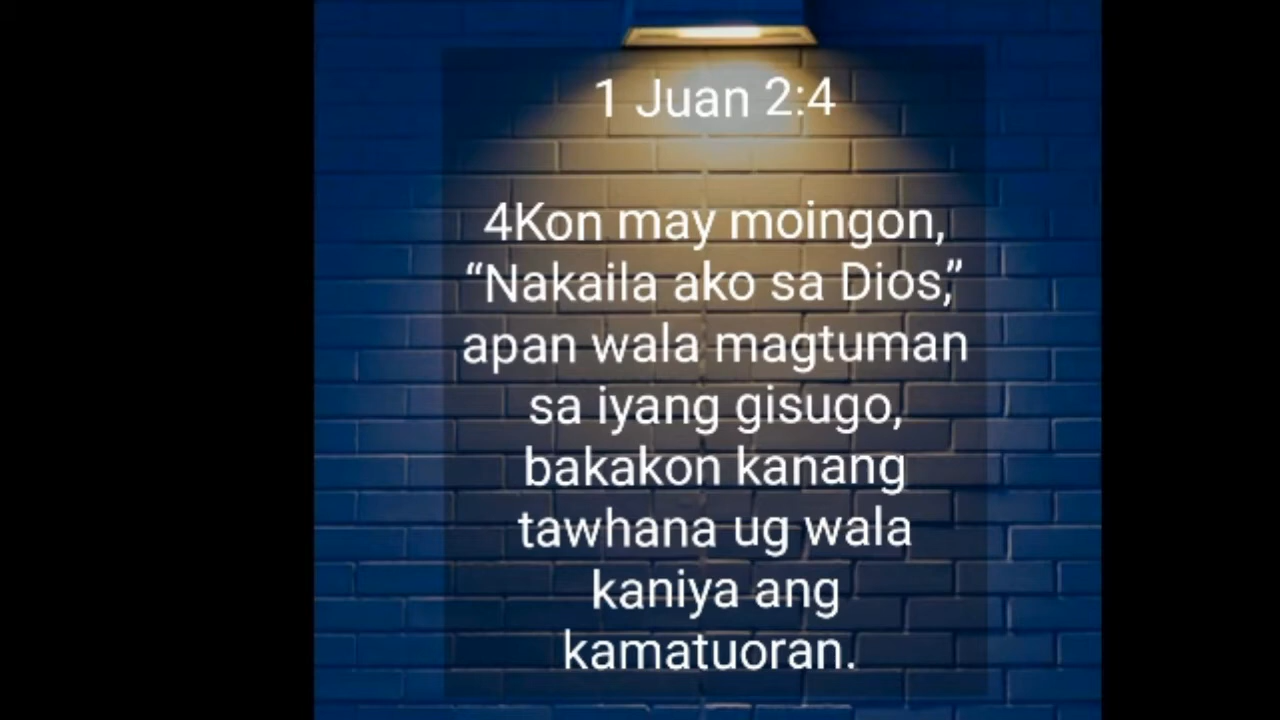 1 Juan 2:4
4Kon may moingon,
“Nakaila ako sa Dios,”
apan wala magtuman
sa iyang gisugo,
bakakon kanang
tawhana ug wala
kaniya ang
kamatuoran.